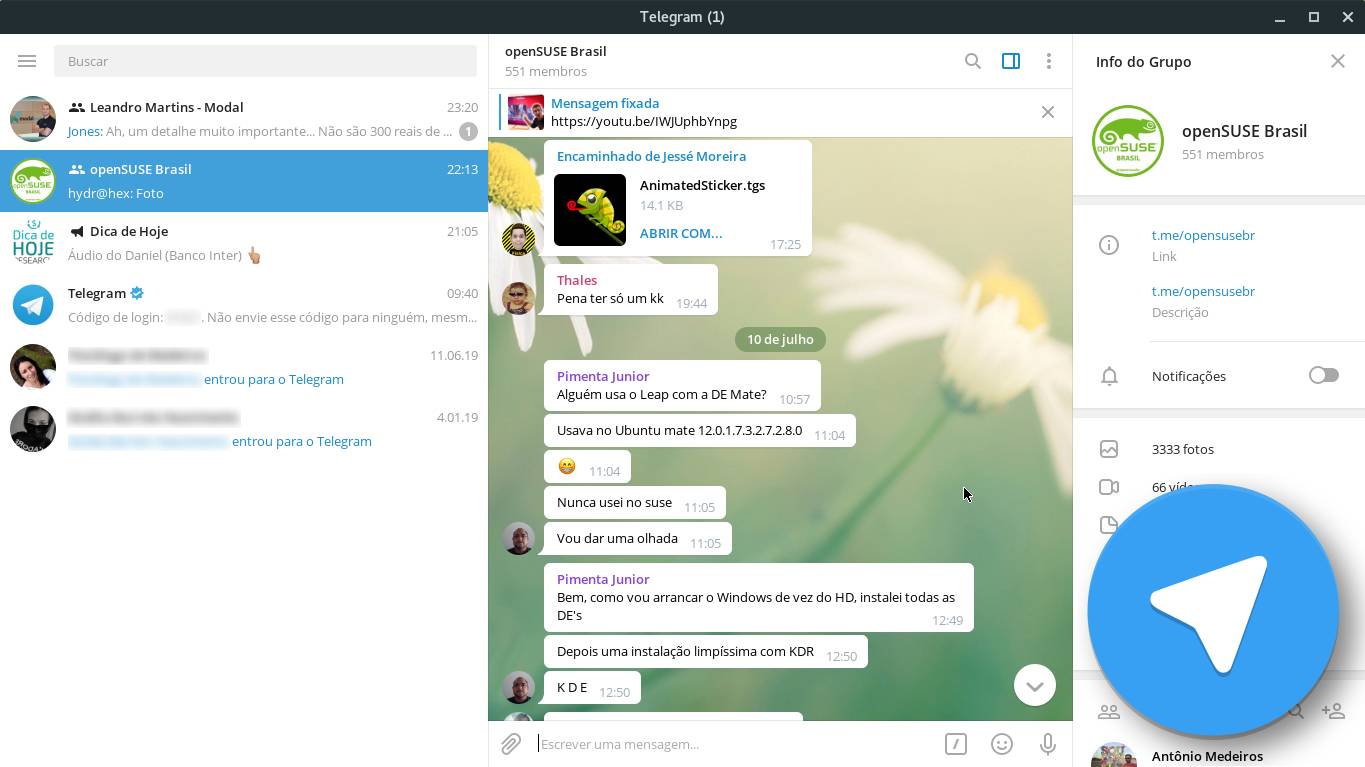 Telegram (1)
Buscar
Leandro Martins - Modal
23:20
Jones: Ah, um detalhe muito importante... Não são 300 reais de ...
1
openSUSE Brasil
22:13
hydr@hex: Foto
Dica de Hoje
21:05
Áudio do Daniel (Banco Inter) 👆🏽
Telegram
09:40
Código de login: . Não envie esse código para ninguém, mesm...
11.06.19
entrou para o Telegram
4.01.19
entrou para o Telegram
Dica de
HOJE
RESEARC
openSUSE Brasil
551 membros
Mensagem fixada
https://youtu.be/IWJUphbYnpg
Encaminhado de Jessé Moreira
AnimatedSticker.tgs
14.1 KB
ABRIR COM...
17:25
Thales
Pena ter só um kk 19:44
10 de julho
Pimenta Junior
Alguém usa o Leap com a DE Mate? 10:57
Usava no Ubuntu mate 12.0.1.7.3.2.7.2.8.0 11:04
😁 11:04
Nunca usei no suse 11:05
Vou dar uma olhada 11:05
Pimenta Junior
Bem, como vou arrancar o Windows de vez do HD, instalei todas as
DE's 12:49
Depois uma instalação limpíssima com KDR 12:50
K D E 12:50
Escrever uma mensagem...
Info do Grupo
openSUSE
BRASIL
openSUSE Brasil
551 membros
t.me/opensusebr
Link
t.me/opensusebr
Descrição
Notificações
3333 fotos
66 víde
Antônio Medeiros